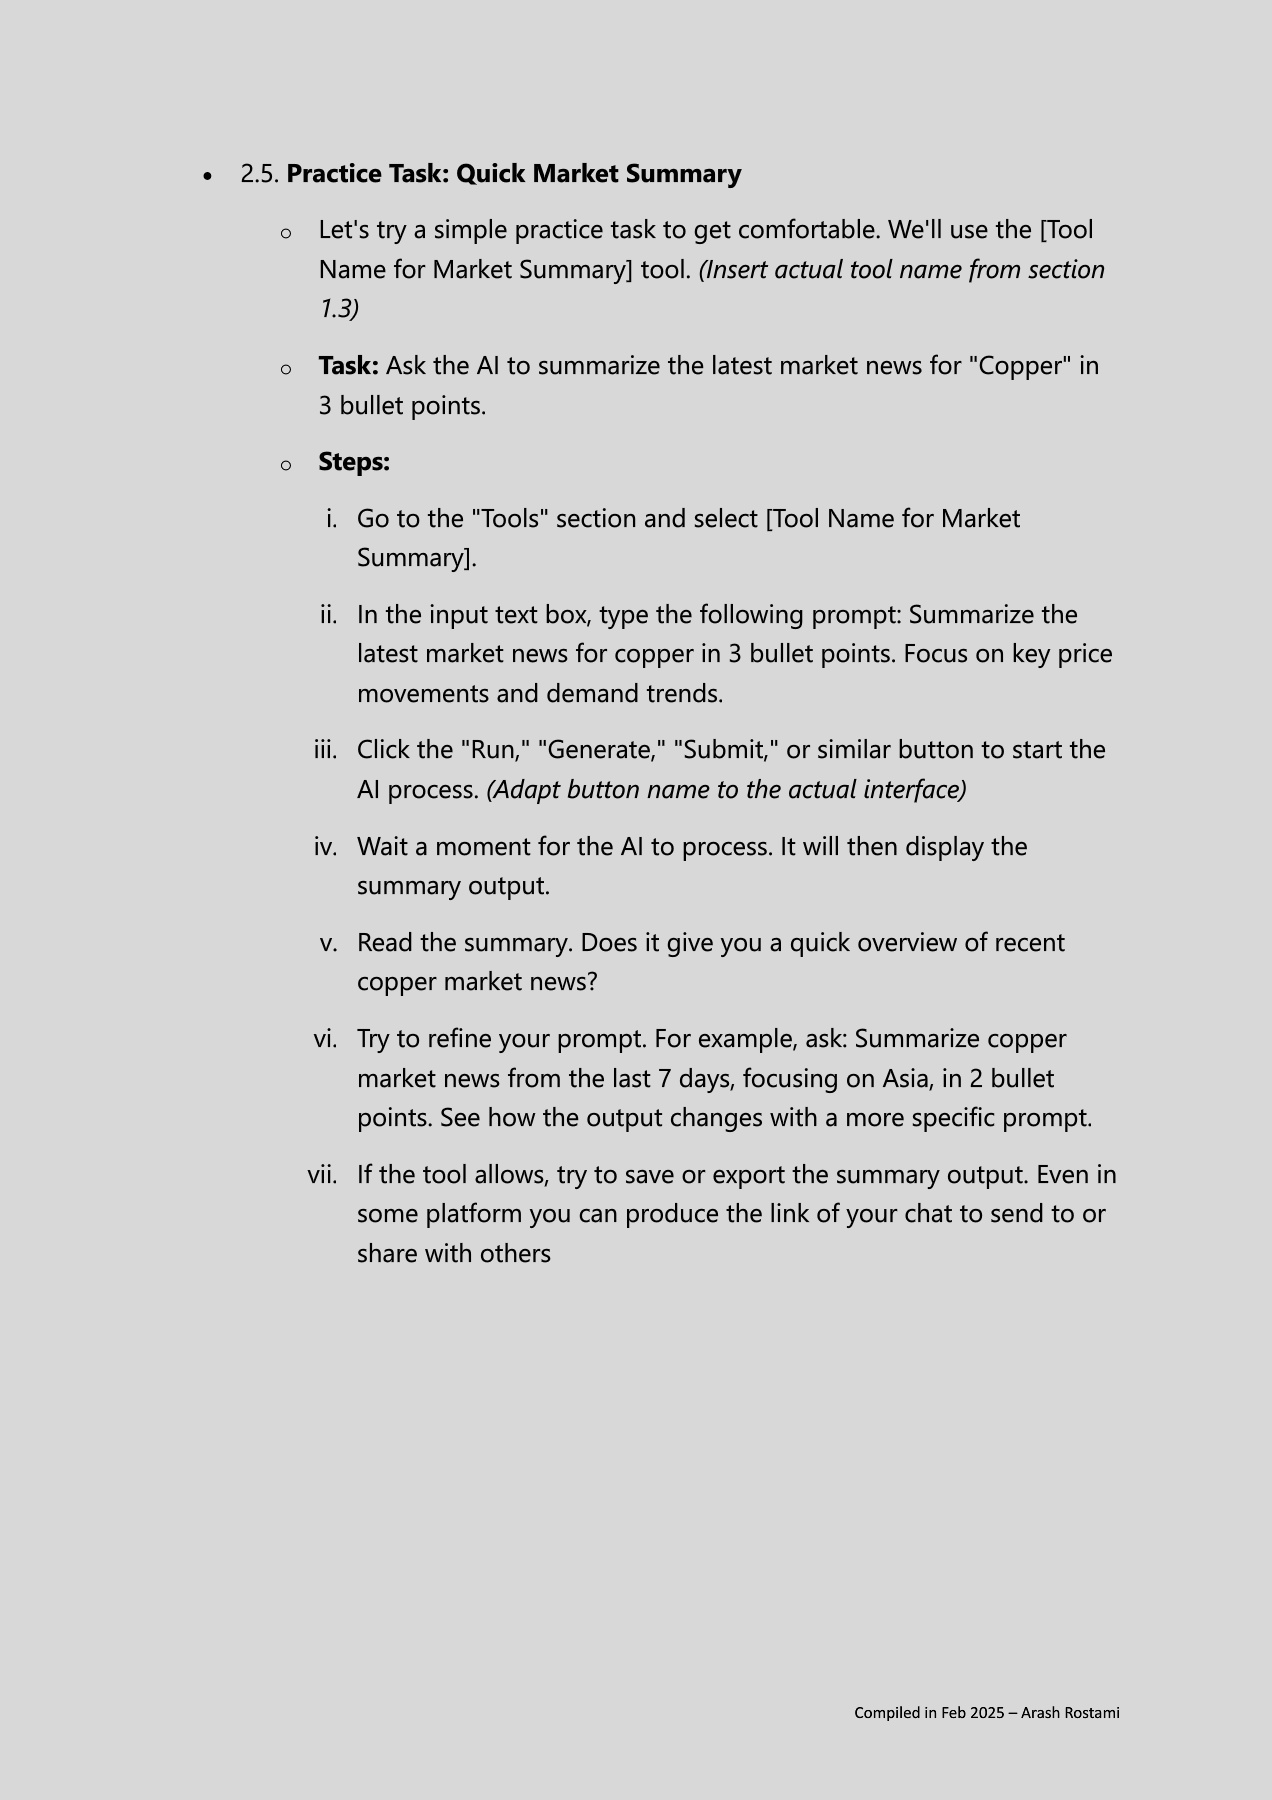 • 2.5. Practice Task: Quick Market Summary
o Let's try a simple practice task to get comfortable. We'll use the [Tool
Name for Market Summary] tool. (Insert actual tool name from section
1.3)
o Task: Ask the AI to summarize the latest market news for "Copper" in
3 bullet points.
o Steps:
i. Go to the "Tools" section and select [Tool Name for Market
Summary].
ii. In the input text box, type the following prompt: Summarize the
latest market news for copper in 3 bullet points. Focus on key price
movements and demand trends.
iii. Click the "Run," "Generate," "Submit," or similar button to start the
AI process. (Adapt button name to the actual interface)
iv. Wait a moment for the AI to process. It will then display the
summary output.
v. Read the summary. Does it give you a quick overview of recent
copper market news?
vi. Try to refine your prompt. For example, ask: Summarize copper
market news from the last 7 days, focusing on Asia, in 2 bullet
points. See how the output changes with a more specific prompt.
vii. If the tool allows, try to save or export the summary output. Even in
some platform you can produce the link of your chat to send to or
share with others
Compiled in Feb 2025 – Arash Rostami